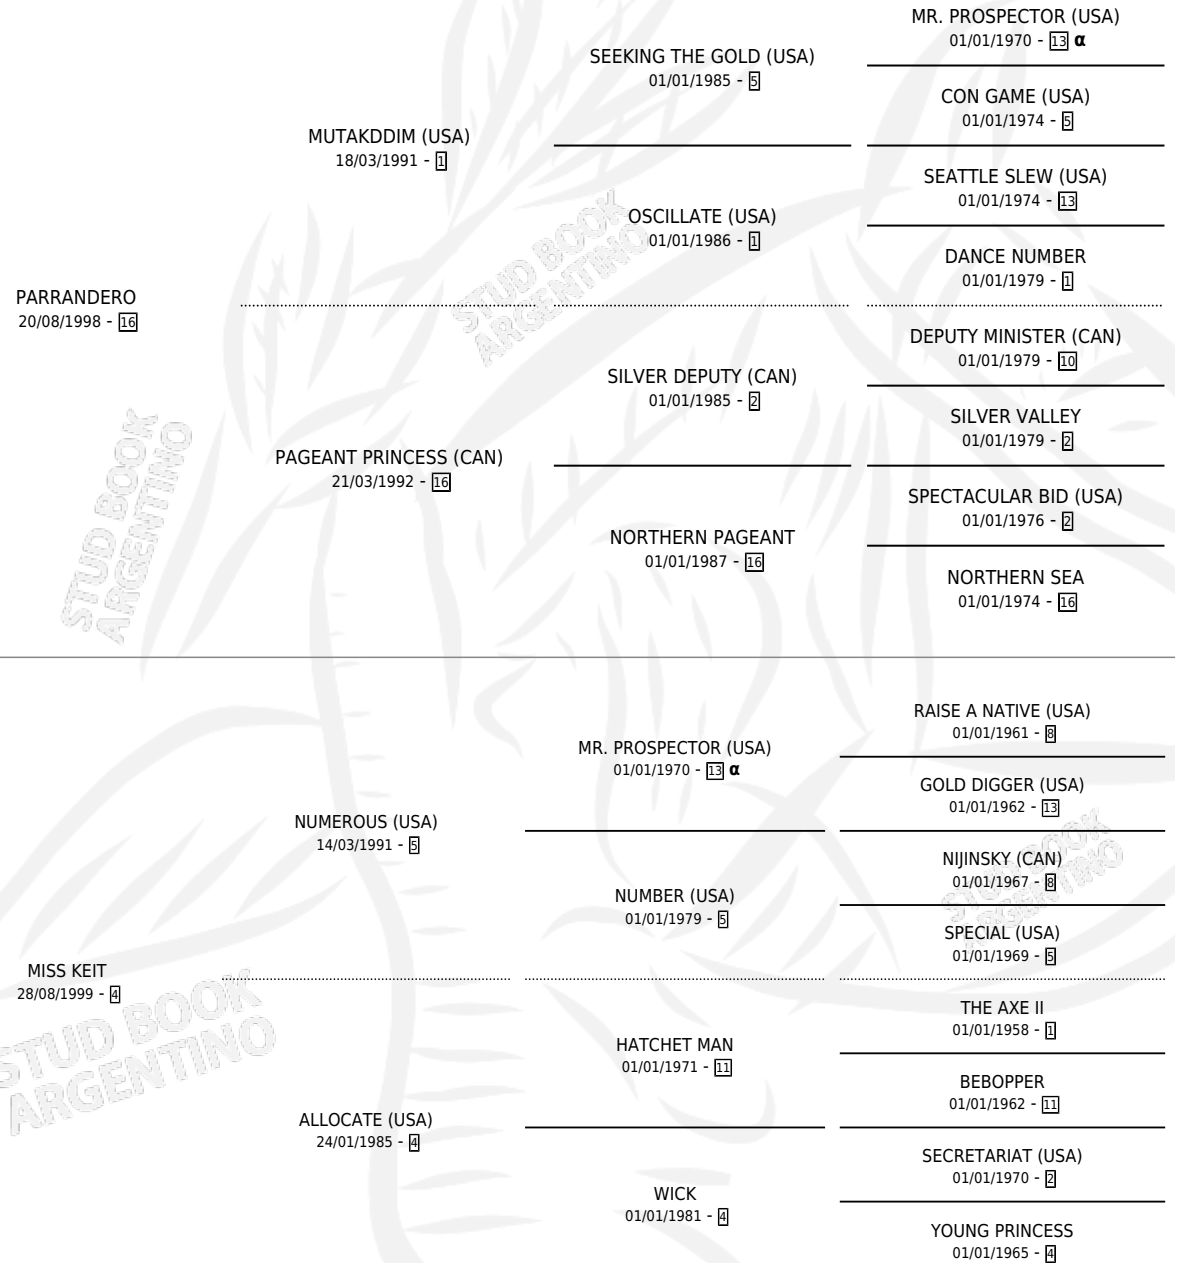 MR. PROSPECTOR (USA)
01/01/1970 - 13 α
SEEKING THE GOLD (USA)
01/01/1985 - 5
CON GAME (USA)
01/01/1974 - 5
MUTAKDDIM (USA)
18/03/1991 - 1
SEATTLE SLEW (USA)
01/01/1974 - 13
OSCILLATE (USA)
01/01/1986 - 1
DANCE NUMBER
01/01/1979 - 1
PARRANDERO
20/08/1998 - 16
DEPUTY MINISTER (CAN)
01/01/1979 - 10
SILVER DEPUTY (CAN)
01/01/1985 - 2
SILVER VALLEY
01/01/1979 - 2
PAGEANT PRINCESS (CAN)
21/03/1992 - 16
SPECTACULAR BID (USA)
01/01/1976 - 2
NORTHERN PAGEANT
01/01/1987 - 16
NORTHERN SEA
01/01/1974 - 16
RAISE A NATIVE (USA)
01/01/1961 - 8
MR. PROSPECTOR (USA)
01/01/1970 - 13 α
GOLD DIGGER (USA)
01/01/1962 - 13
NUMEROUS (USA)
14/03/1991 - 5
NIJINSKY (CAN)
01/01/1967 - 8
NUMBER (USA)
01/01/1979 - 5
SPECIAL (USA)
01/01/1969 - 5
MISS KEIT
28/08/1999 - 4
THE AXE II
01/01/1958 - 1
HATCHET MAN
01/01/1971 - 11
BEBOPPER
01/01/1962 - 11
ALLOCATE (USA)
24/01/1985 - 4
SECRETARIAT (USA)
01/01/1970 - 2
WICK
01/01/1981 - 4
YOUNG PRINCESS
01/01/1965 - 4
STUD BOOK
ARGENTINO
STUD BOOK
ARGENTINO
STUD BOOK
ARGENTINO
STUD BOOK
ARGENTINO